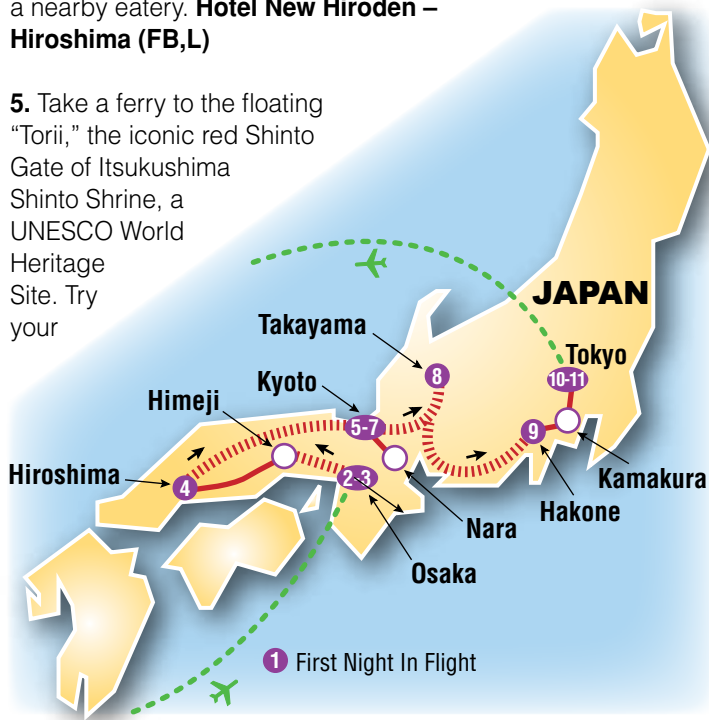 a nearby eatery. Hotel New Hiroden –
Hiroshima (FB,L)
5. Take a ferry to the floating
“Torii,” the iconic red Shinto
Gate of Itsukushima
Shinto Shrine, a
UNESCO World
Heritage
Site. Try
your
JAPAN
Takayama
8
Tokyo
10-11
Kyoto
5-7
Himeji
9
Hiroshima
4
2-3
Kamakura
Hakone
Nara
Osaka
1 First Night In Flight